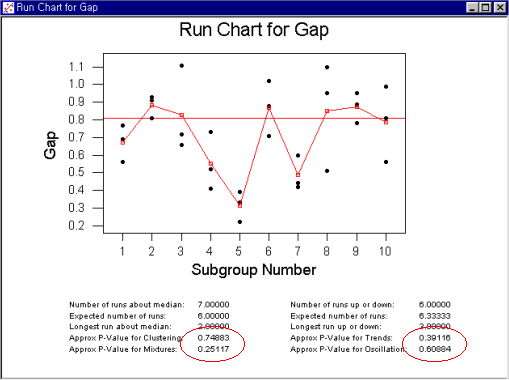 Run Chart for Gap
Run Chart for Gap
1.1
1.0
0.9
0.8
0.7
0.6
0.5
0.4
0.3
0.2
Gap
1 2 3 4 5 6 7 8 9 10
Subgroup Number
Number of runs about median: 7.00000
Expected number of runs: 6.00000
Longest run about median: 2.00000
Approx P-Value for Clustering: 0.74883
Approx P-Value for Mixtures: 0.25117
Number of runs up or down: 6.00000
Expected number of runs: 6.33333
Longest run up or down: 3.00000
Approx P-Value for Trends: 0.39116
Approx P-Value for Oscillation: 0.60884